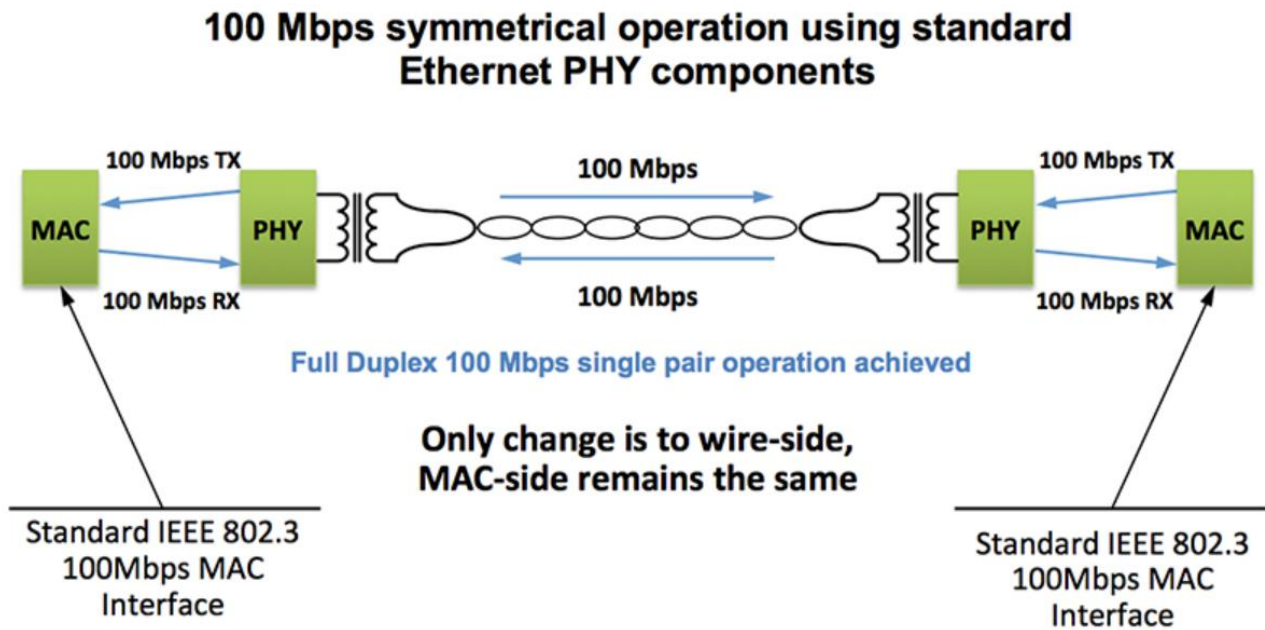 100 Mbps symmetrical operation using standard
Ethernet PHY components
100 Mbps TX
100 Mbps
100 Mbps TX
MAC
PHY
PHY
MAC
100 Mbps RX
100 Mbps
100 Mbps RX
Full Duplex 100 Mbps single pair operation achieved
Only change is to wire-side,
MAC-side remains the same
Standard IEEE 802.3
100Mbps MAC
Interface
Standard IEEE 802.3
100Mbps MAC
Interface